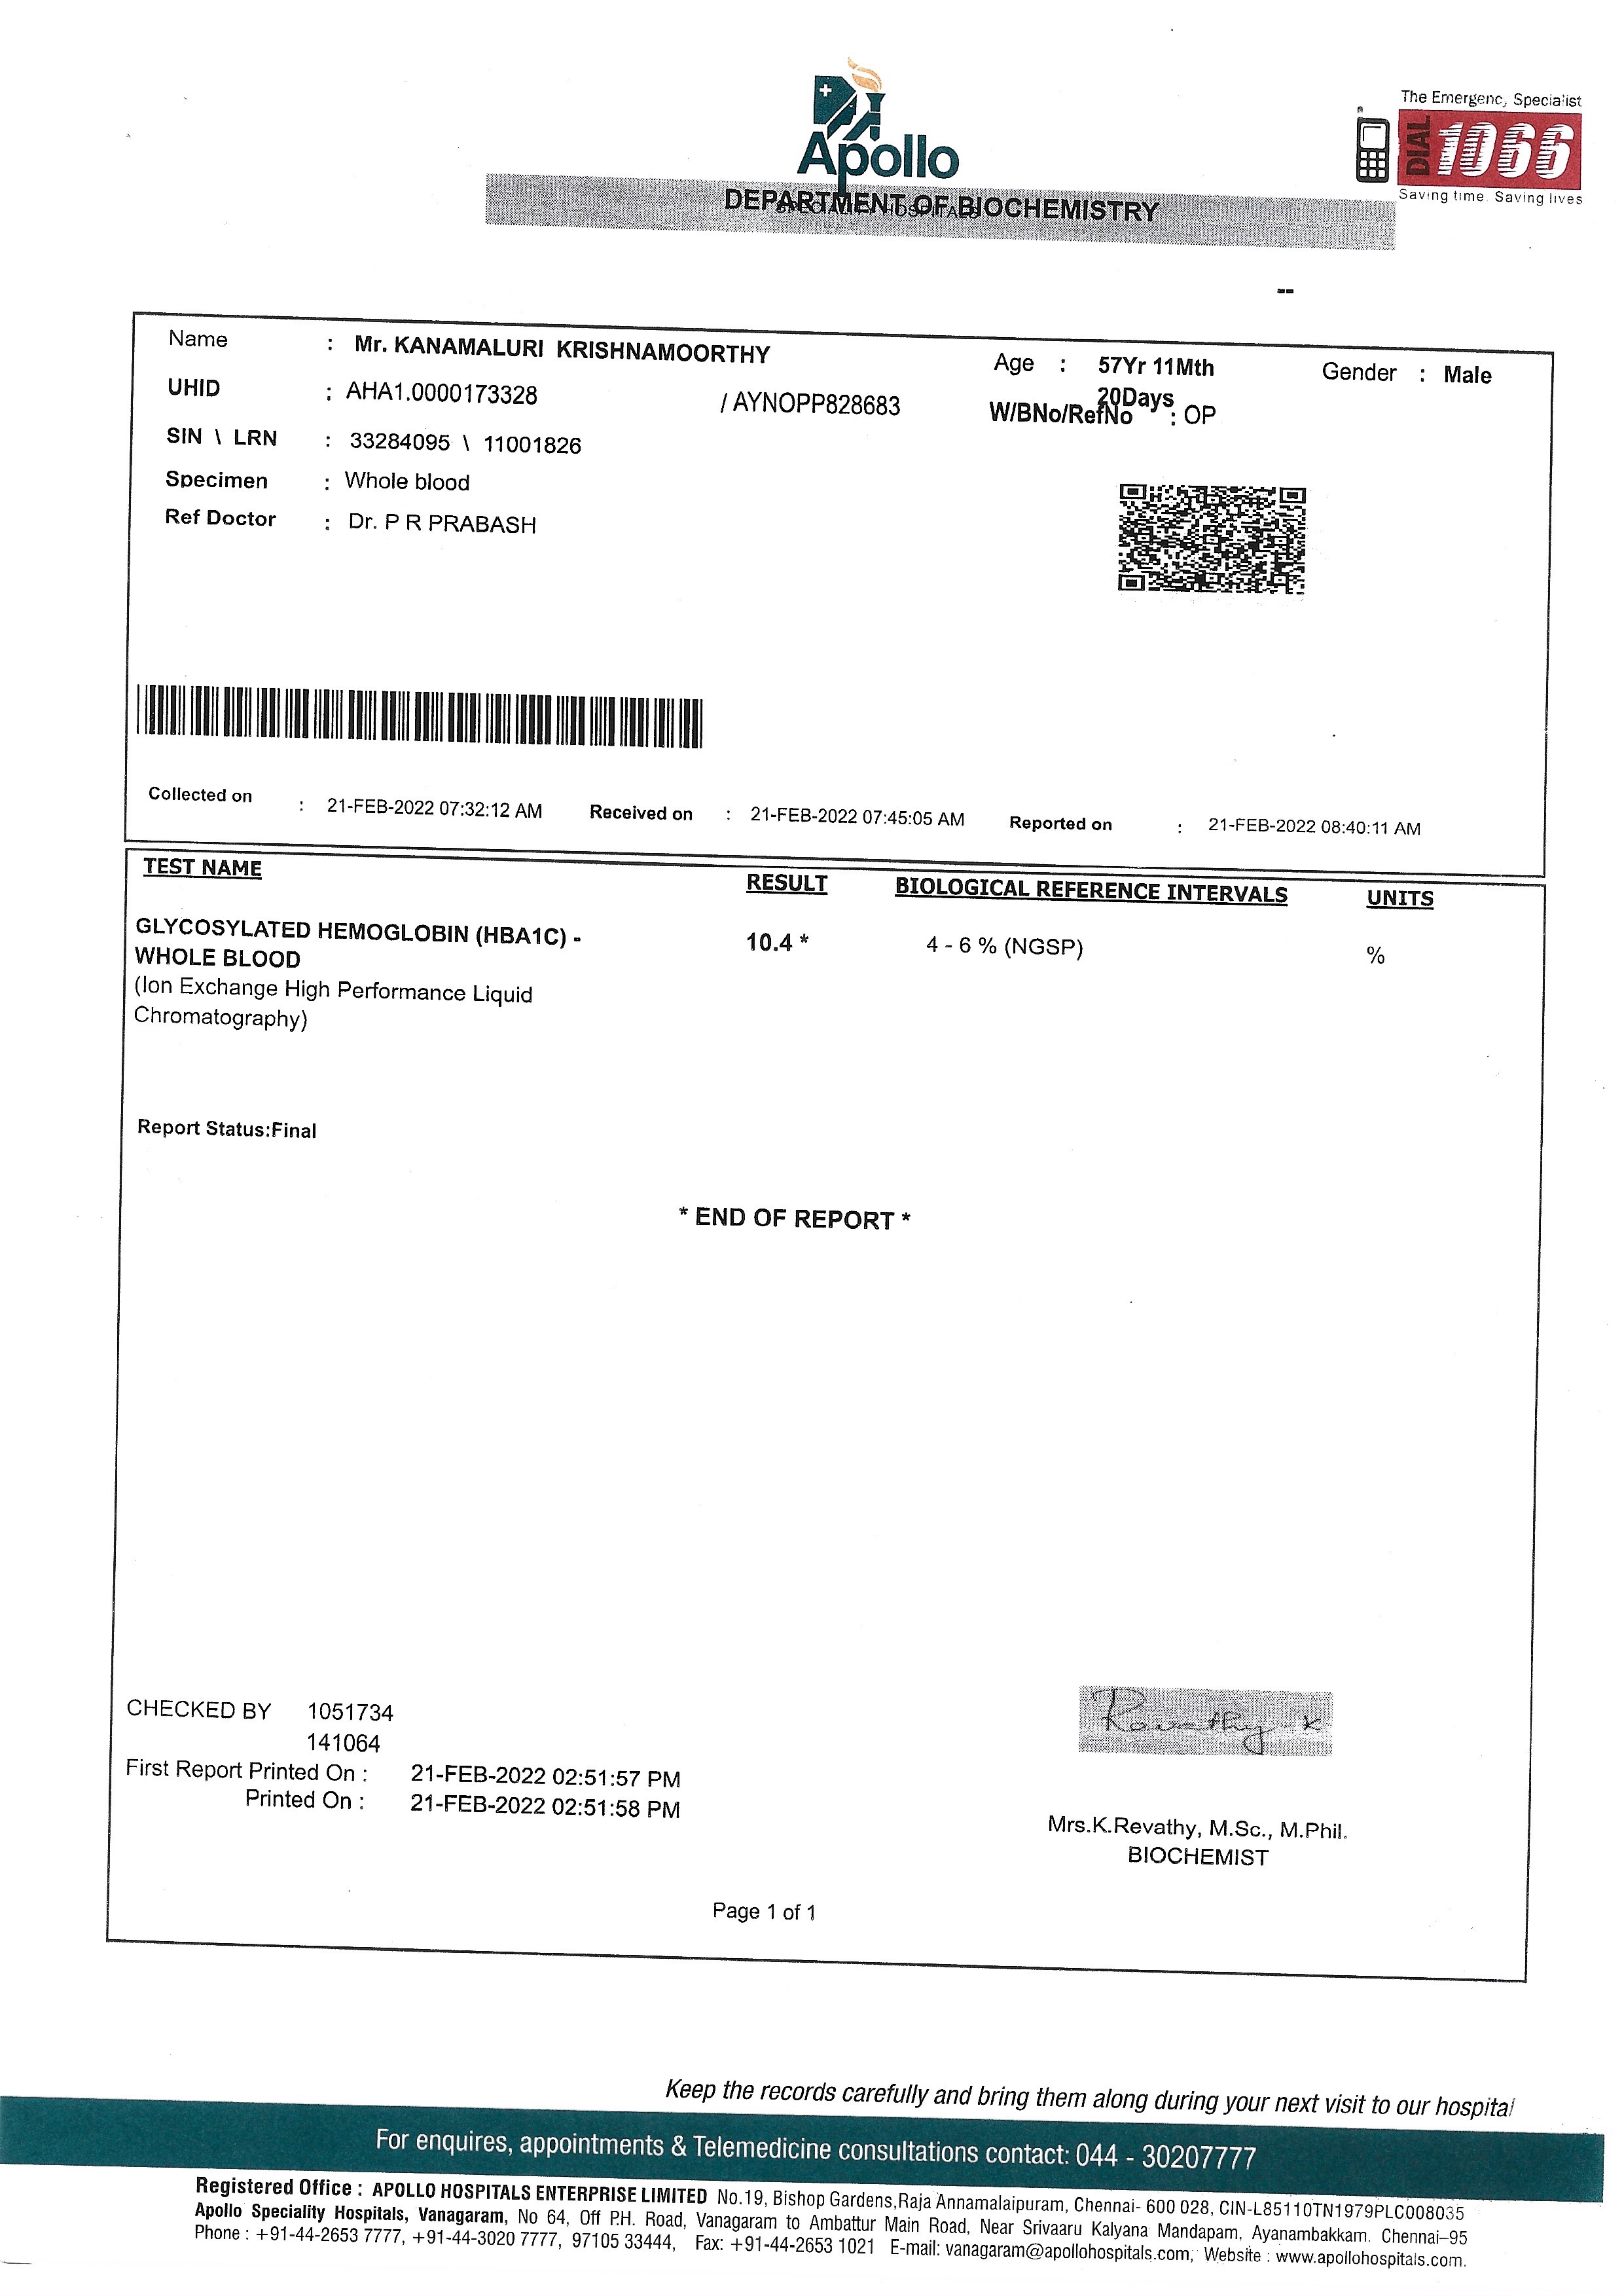 The Emergenc, Specialist
DIAL 1066
Saving time. Saving lives
Apollo
SPECIALITY HOSPITALS
DEPARTMENT OF BIOCHEMISTRY
--
Name : Mr. KANAMALURI KRISHNAMOORTHY Age : 57Yr 11Mth 20Days Gender : Male
UHID : AHA1.0000173328 / AYNOPP828683 W/BNo/RefNo : OP
SIN \ LRN : 33284095 \ 11001826
Specimen : Whole blood
Ref Doctor : Dr. P R PRABASH
Collected on : 21-FEB-2022 07:32:12 AM Received on : 21-FEB-2022 07:45:05 AM Reported on : 21-FEB-2022 08:40:11 AM
TEST NAME RESULT BIOLOGICAL REFERENCE INTERVALS UNITS
GLYCOSYLATED HEMOGLOBIN (HBA1C) - 10.4 * 4 - 6 % (NGSP) %
WHOLE BLOOD
(Ion Exchange High Performance Liquid
Chromatography)
Report Status:Final
* END OF REPORT *
CHECKED BY 1051734
141064
First Report Printed On : 21-FEB-2022 02:51:57 PM
Printed On : 21-FEB-2022 02:51:58 PM
Revathy K
Mrs.K.Revathy, M.Sc., M.Phil.
BIOCHEMIST
Page 1 of 1
Keep the records carefully and bring them along during your next visit to our hospital
For enquires, appointments & Telemedicine consultations contact: 044 - 30207777
Registered Office : APOLLO HOSPITALS ENTERPRISE LIMITED No.19, Bishop Gardens,Raja Annamalaipuram, Chennai- 600 028, CIN-L85110TN1979PLC008035
Apollo Speciality Hospitals, Vanagaram, No 64, Off P.H. Road, Vanagaram to Ambattur Main Road, Near Srivaaru Kalyana Mandapam, Ayanambakkam. Chennai–95
Phone : +91-44-2653 7777, +91-44-3020 7777, 97105 33444, Fax: +91-44-2653 1021 E-mail: vanagaram@apollohospitals.com, Website : www.apollohospitals.com.